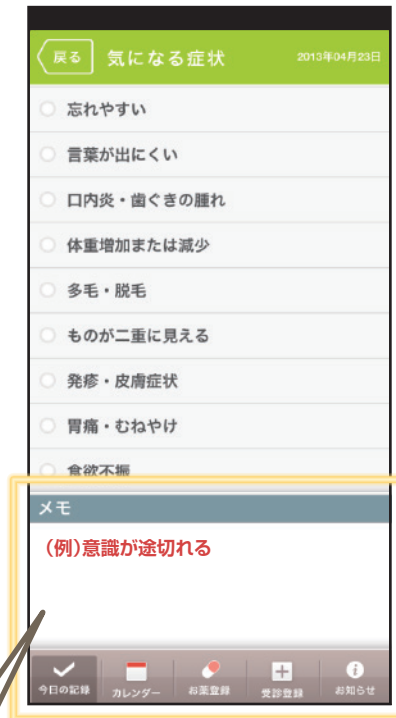 戻る 気になる症状 2013年04月23日
忘れやすい
言葉が出にくい
口内炎・歯ぐきの腫れ
体重増加または減少
多毛・脱毛
ものが二重に見える
発疹・皮膚症状
胃痛・むねやけ
食欲不振
メモ
(例)意識が途切れる
今日の記録 カレンダー お薬登録 受診登録 お知らせ